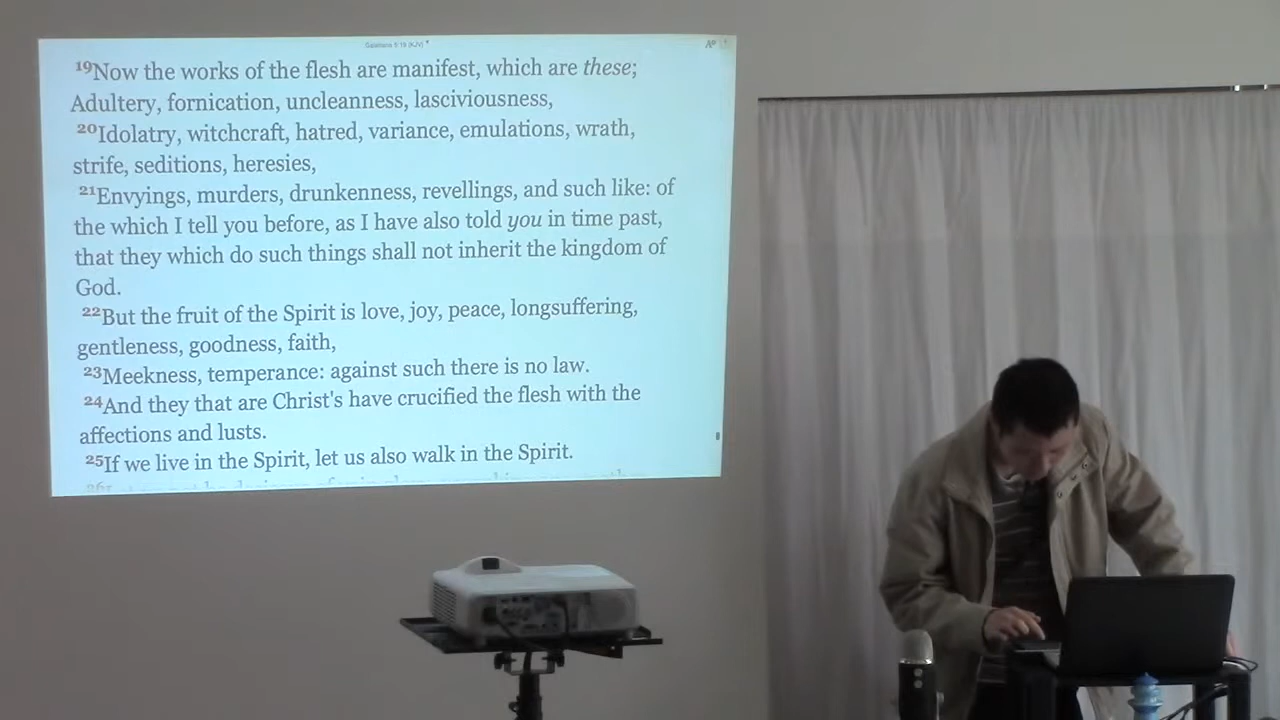 Galatians 5:19 (KJV)
19Now the works of the flesh are manifest, which are these;
Adultery, fornication, uncleanness, lasciviousness,
20Idolatry, witchcraft, hatred, variance, emulations, wrath,
strife, seditions, heresies,
21Envyings, murders, drunkenness, revellings, and such like: of
the which I tell you before, as I have also told you in time past,
that they which do such things shall not inherit the kingdom of
God.
22But the fruit of the Spirit is love, joy, peace, longsuffering,
gentleness, goodness, faith,
23Meekness, temperance: against such there is no law.
24And they that are Christ's have crucified the flesh with the
affections and lusts.
25If we live in the Spirit, let us also walk in the Spirit.